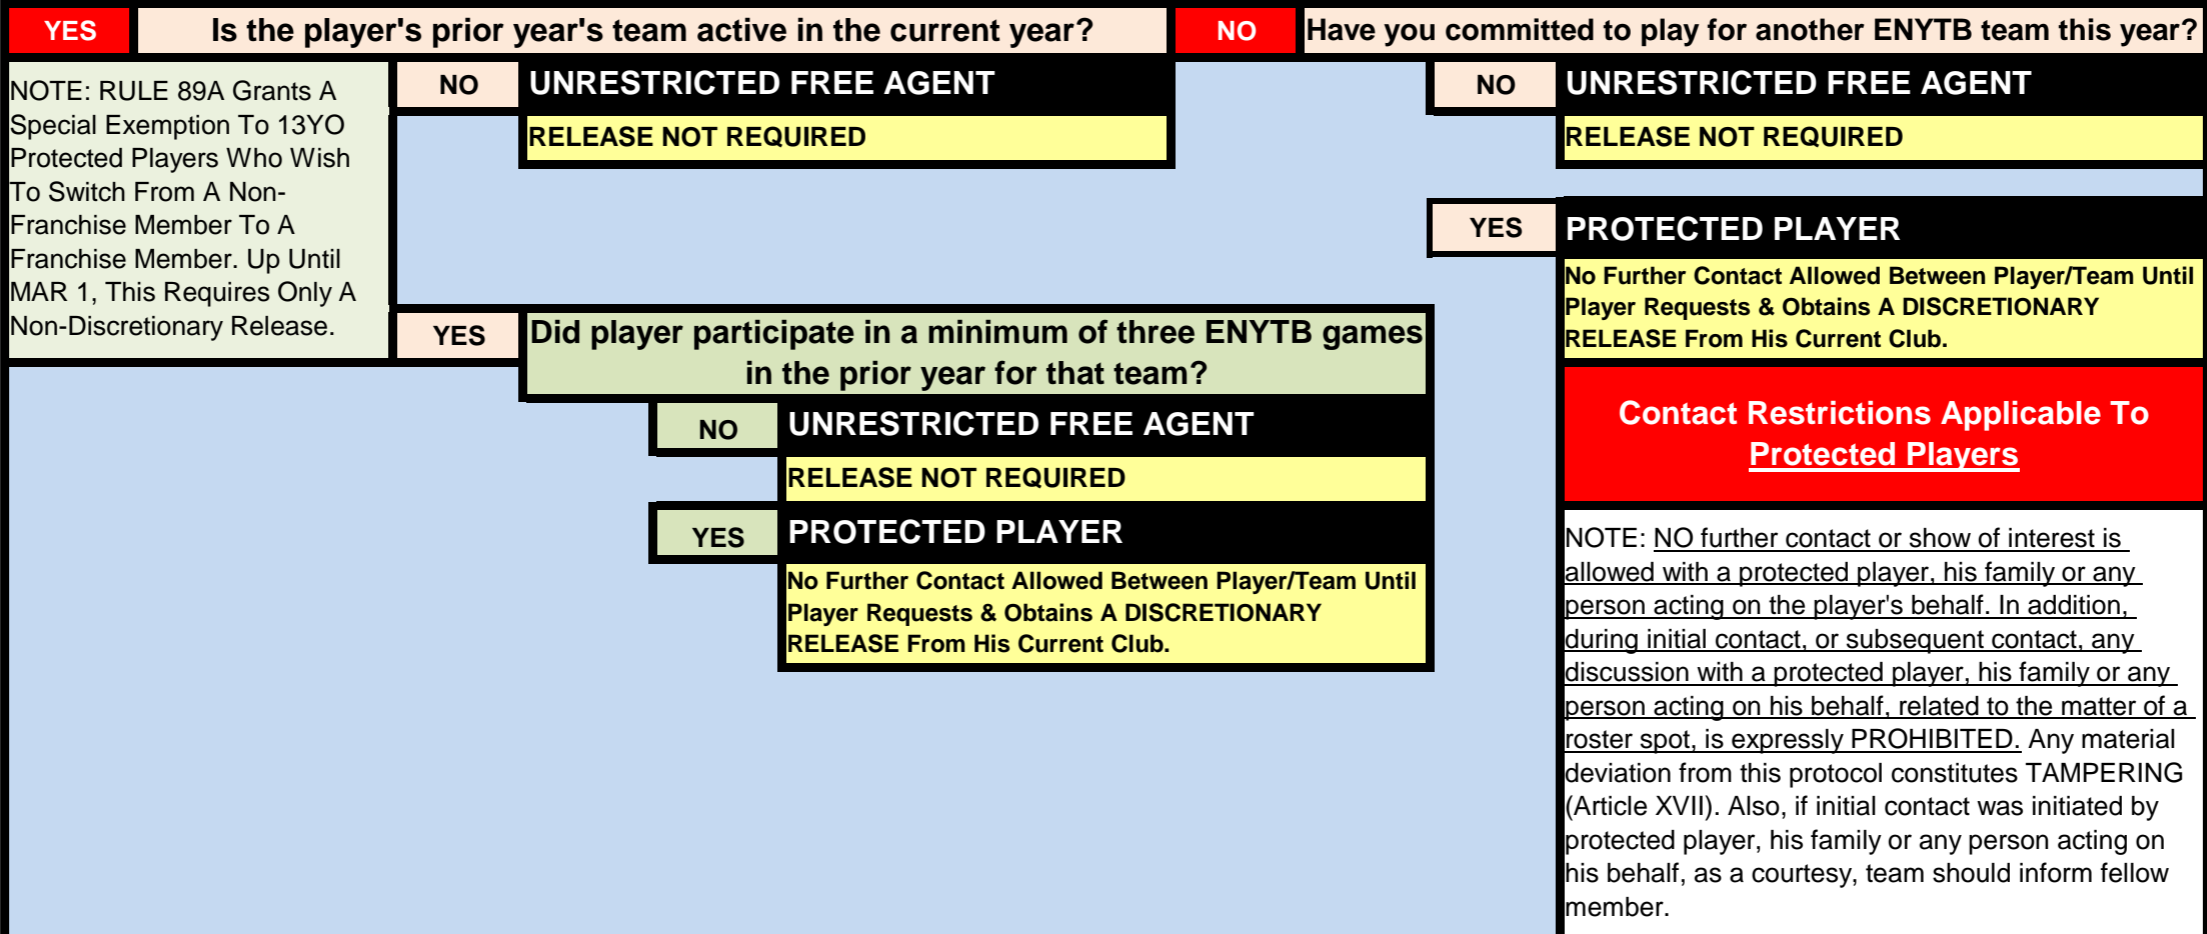 YES
Is the player's prior year's team active in the current year?
NO
Have you committed to play for another ENYTB team this year?
NOTE: RULE 89A Grants A
Special Exemption To 13YO
Protected Players Who Wish
To Switch From A Non-
Franchise Member To A
Franchise Member. Up Until
MAR 1, This Requires Only A
Non-Discretionary Release.
NO
UNRESTRICTED FREE AGENT
RELEASE NOT REQUIRED
YES
Did player participate in a minimum of three ENYTB games
in the prior year for that team?
NO
UNRESTRICTED FREE AGENT
RELEASE NOT REQUIRED
YES
PROTECTED PLAYER
No Further Contact Allowed Between Player/Team Until
Player Requests & Obtains A DISCRETIONARY
RELEASE From His Current Club.
NO
UNRESTRICTED FREE AGENT
RELEASE NOT REQUIRED
YES
PROTECTED PLAYER
No Further Contact Allowed Between Player/Team Until
Player Requests & Obtains A DISCRETIONARY
RELEASE From His Current Club.
Contact Restrictions Applicable To
Protected Players
NOTE: NO further contact or show of interest is
allowed with a protected player, his family or any
person acting on the player's behalf. In addition,
during initial contact, or subsequent contact, any
discussion with a protected player, his family or any
person acting on his behalf, related to the matter of a
roster spot, is expressly PROHIBITED. Any material
deviation from this protocol constitutes TAMPERING
(Article XVII). Also, if initial contact was initiated by
protected player, his family or any person acting on
his behalf, as a courtesy, team should inform fellow
member.